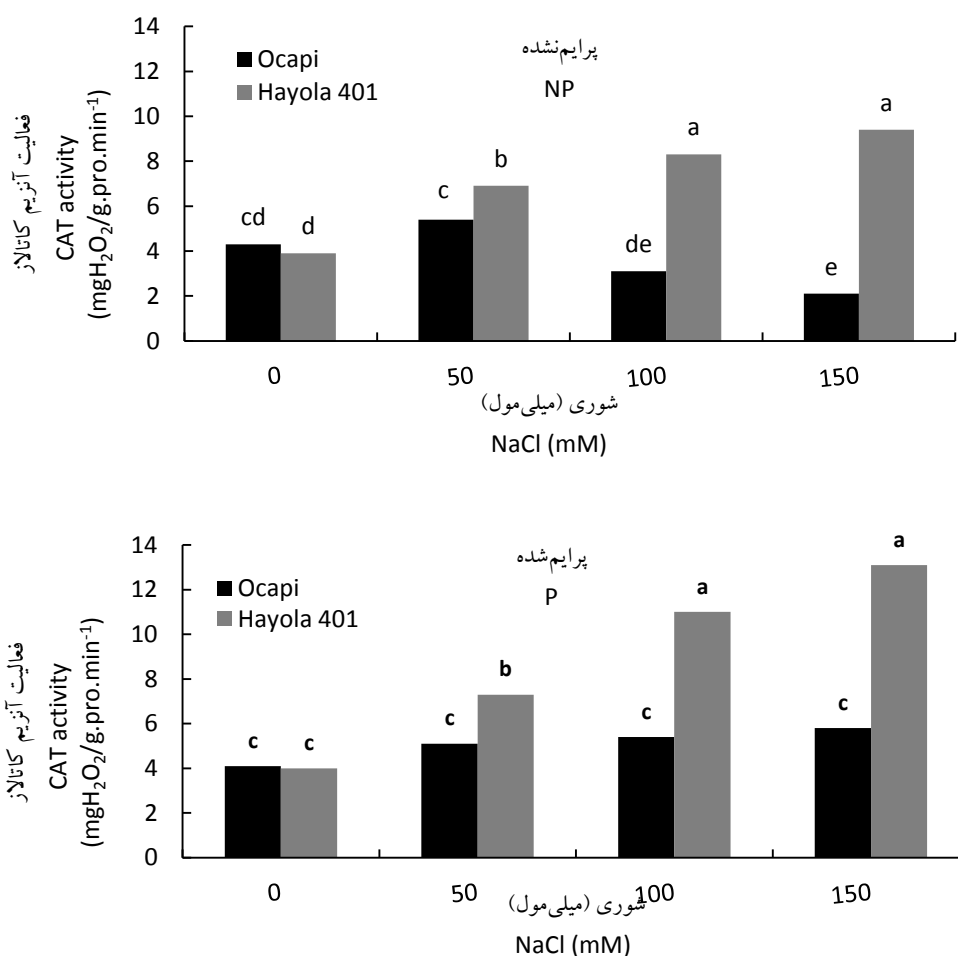 14
12
10
8
6
4
2
0
فعالیت آنزیم کاتالاز
CAT activity
(mgH₂O₂/g.pro.min⁻¹)
Ocapi
Hayola 401
پرایم‌نشده
NP
cd
d
c
b
de
a
e
a
0
50
100
150
شوری (میلی‌مول)
NaCl (mM)
14
12
10
8
6
4
2
0
فعالیت آنزیم کاتالاز
CAT activity
(mgH₂O₂/g.pro.min⁻¹)
Ocapi
Hayola 401
پرایم‌شده
P
c
c
c
b
c
a
c
a
0
50
100
150
شوری (میلی‌مول)
NaCl (mM)